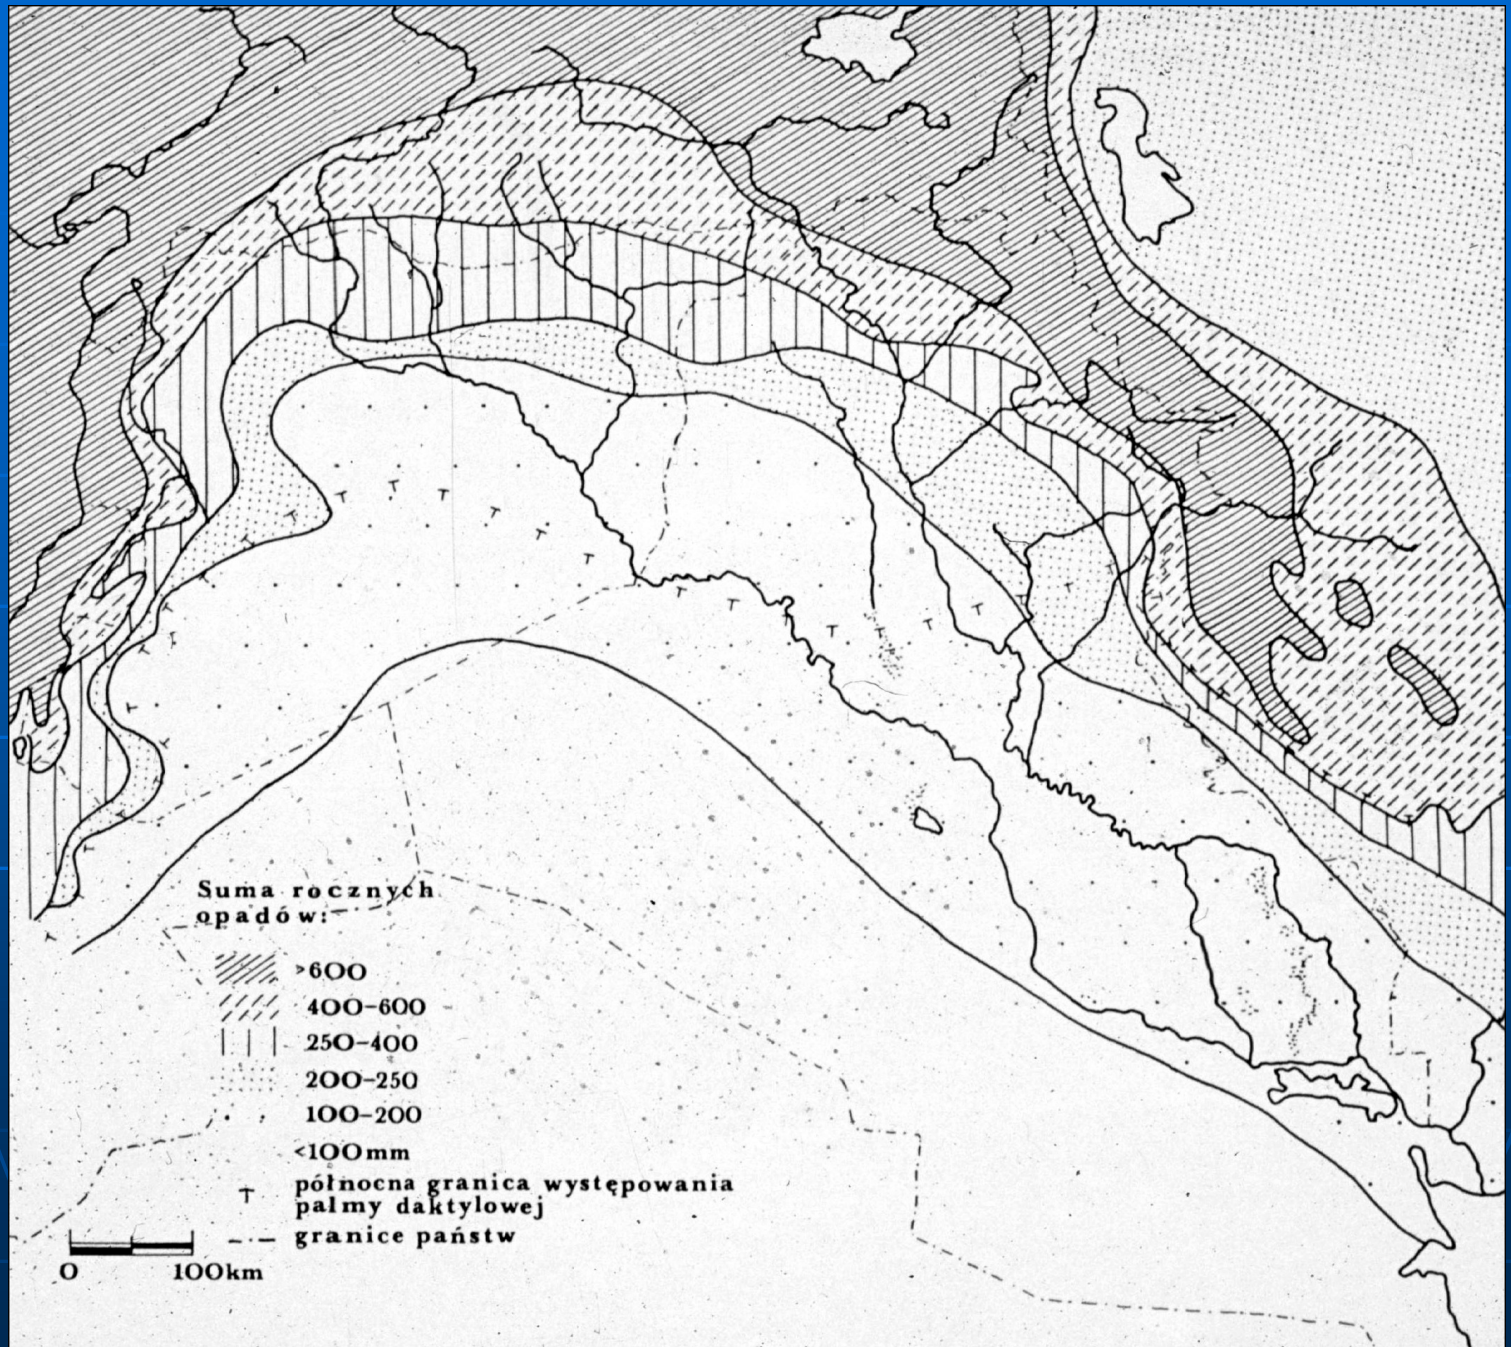 Suma rocznych
opadów:
>600
400-600
250-400
200-250
100-200
<100mm
północna granica występowania
palmy daktylowej
granice państw
0 100km